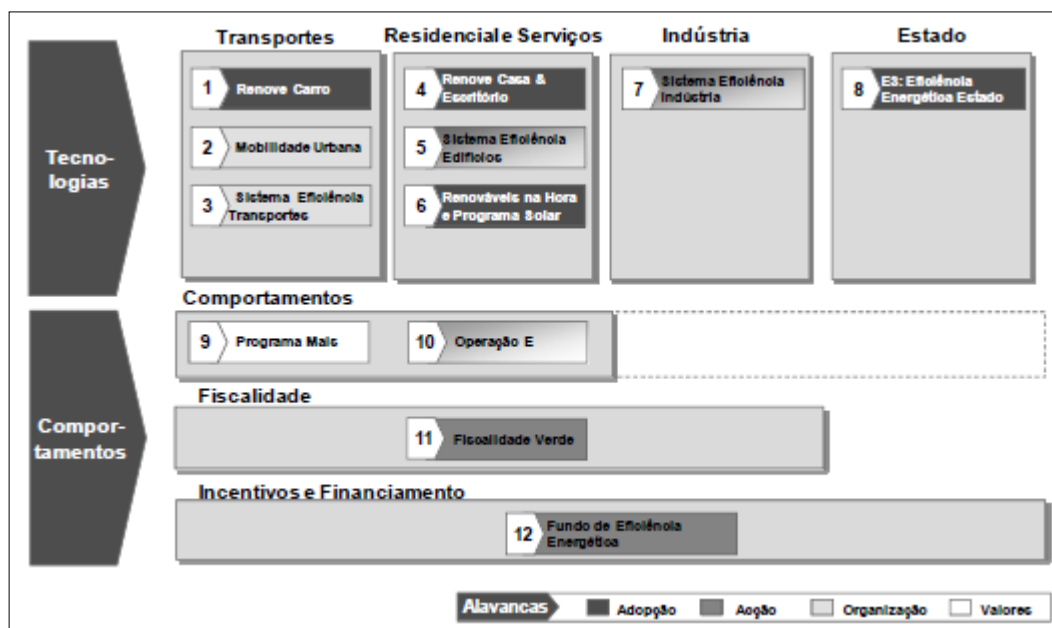 Transportes
Residencial e Serviços
Indústria
Estado
Tecno-
logias
1 Renove Carro
2 Mobilidade Urbana
3 Sistema Eficiência
Transportes
4 Renove Casa &
Escritório
5 Sistema Eficiência
Edifícios
6 Renováveis na Hora
e Programa Solar
7 Sistema Eficiência
Indústria
8 E3: Eficiência
Energética Estado
Compor-
tamentos
Comportamentos
9 Programa Mais
10 Operação E
Fiscalidade
11 Fiscalidade Verde
Incentivos e Financiamento
12 Fundo de Eficiência
Energética
Alavancas Adopção Acção Organização Valores